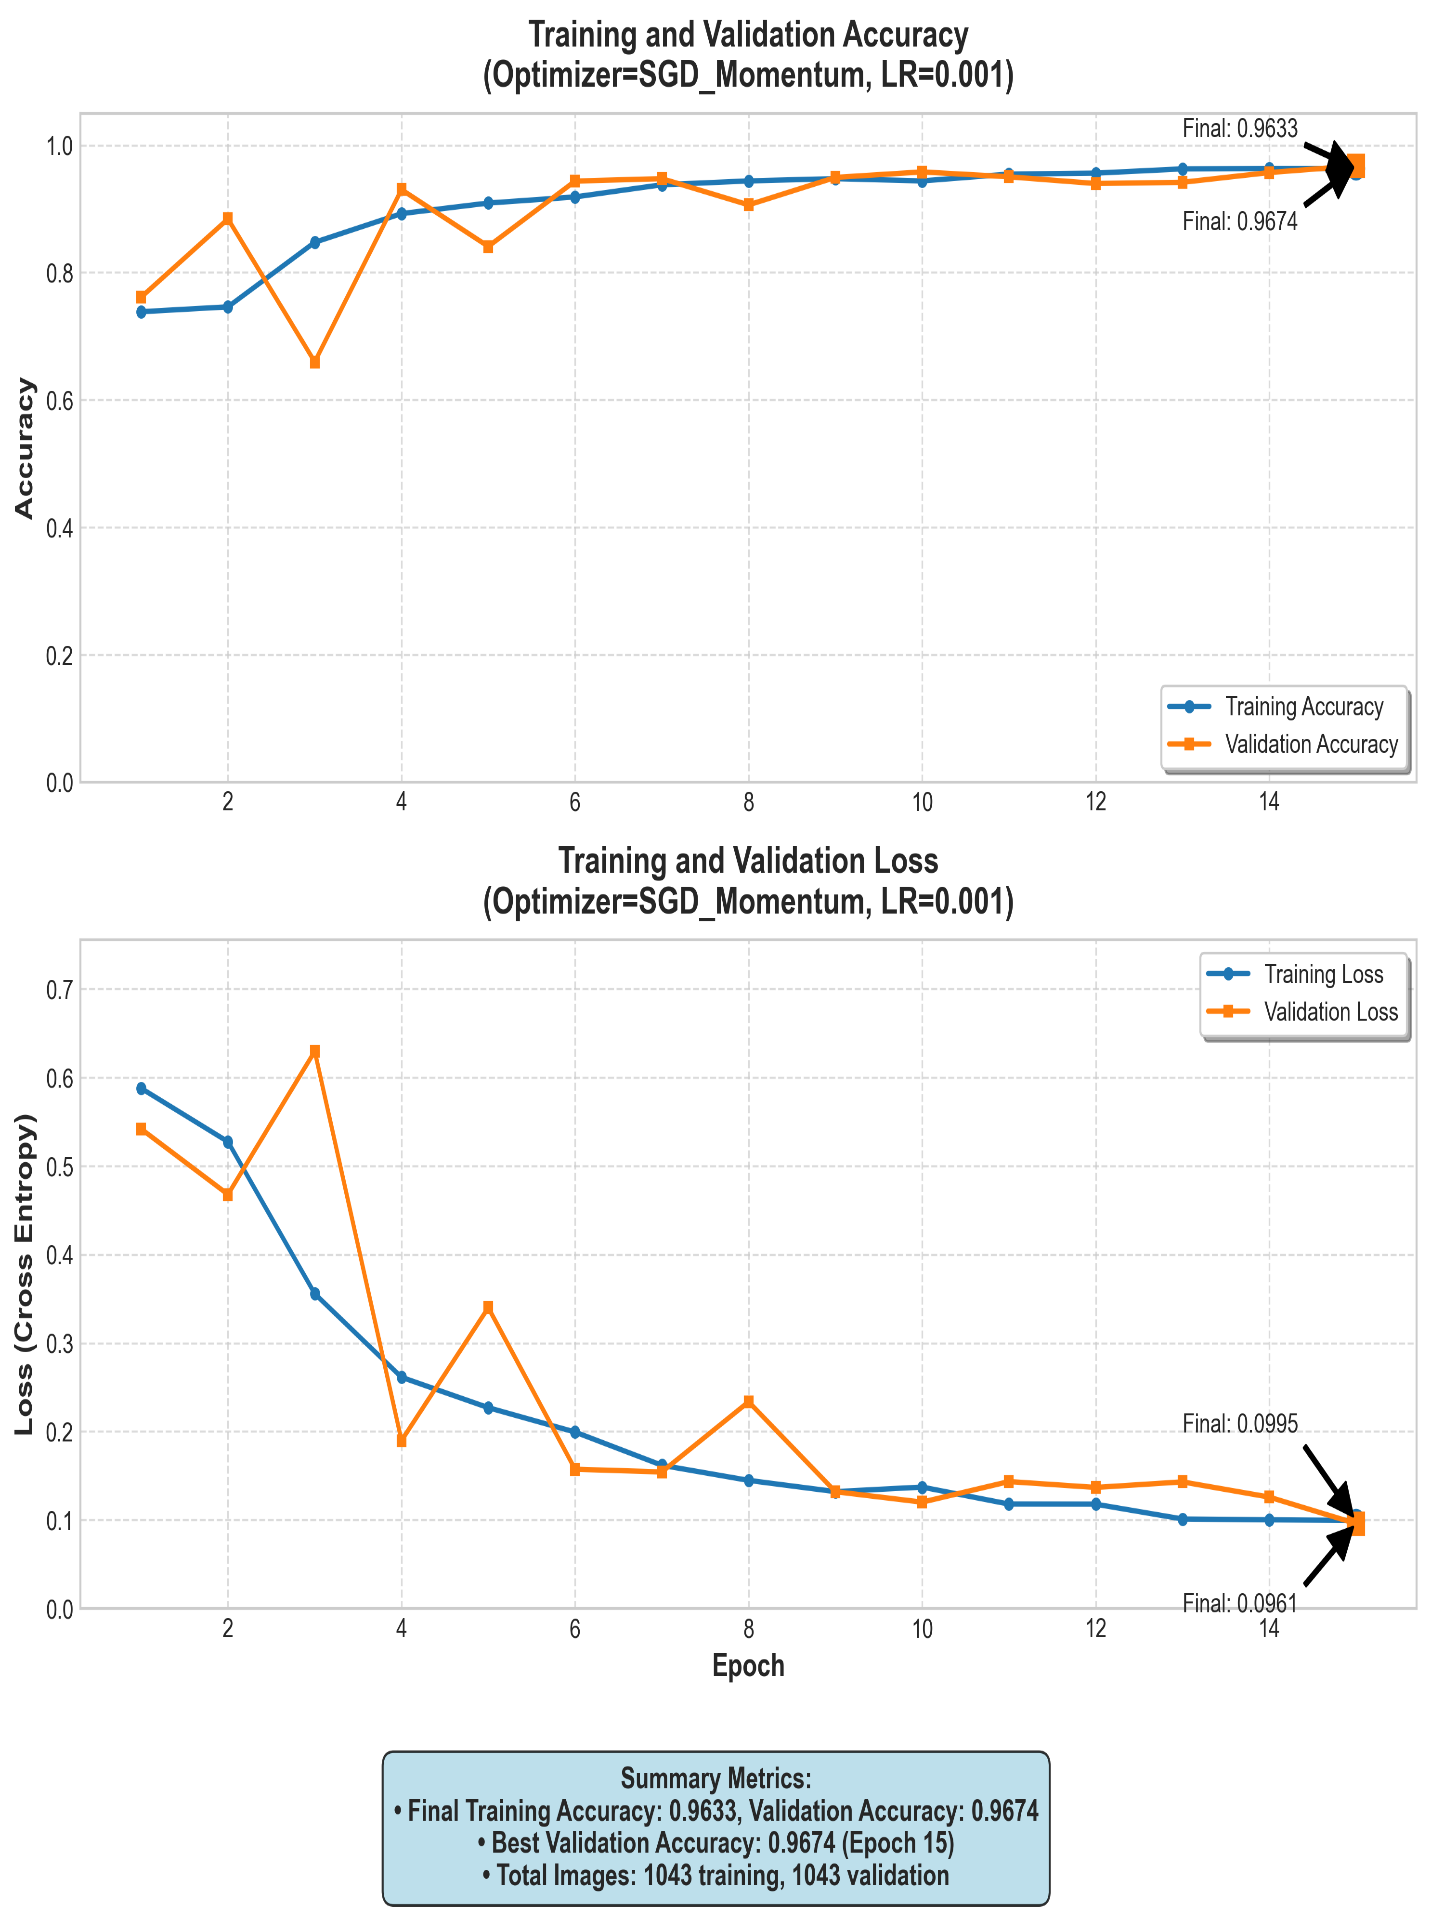 Training and Validation Accuracy
(Optimizer=SGD_Momentum, LR=0.001)
Accuracy
1.0
0.8
0.6
0.4
0.2
0.0
Final: 0.9633
Final: 0.9674
Training Accuracy
Validation Accuracy
2 4 6 8 10 12 14
Training and Validation Loss
(Optimizer=SGD_Momentum, LR=0.001)
Loss (Cross Entropy)
0.7
0.6
0.5
0.4
0.3
0.2
0.1
0.0
Training Loss
Validation Loss
Final: 0.0995
Final: 0.0961
2 4 6 8 10 12 14
Epoch
Summary Metrics:
• Final Training Accuracy: 0.9633, Validation Accuracy: 0.9674
• Best Validation Accuracy: 0.9674 (Epoch 15)
• Total Images: 1043 training, 1043 validation